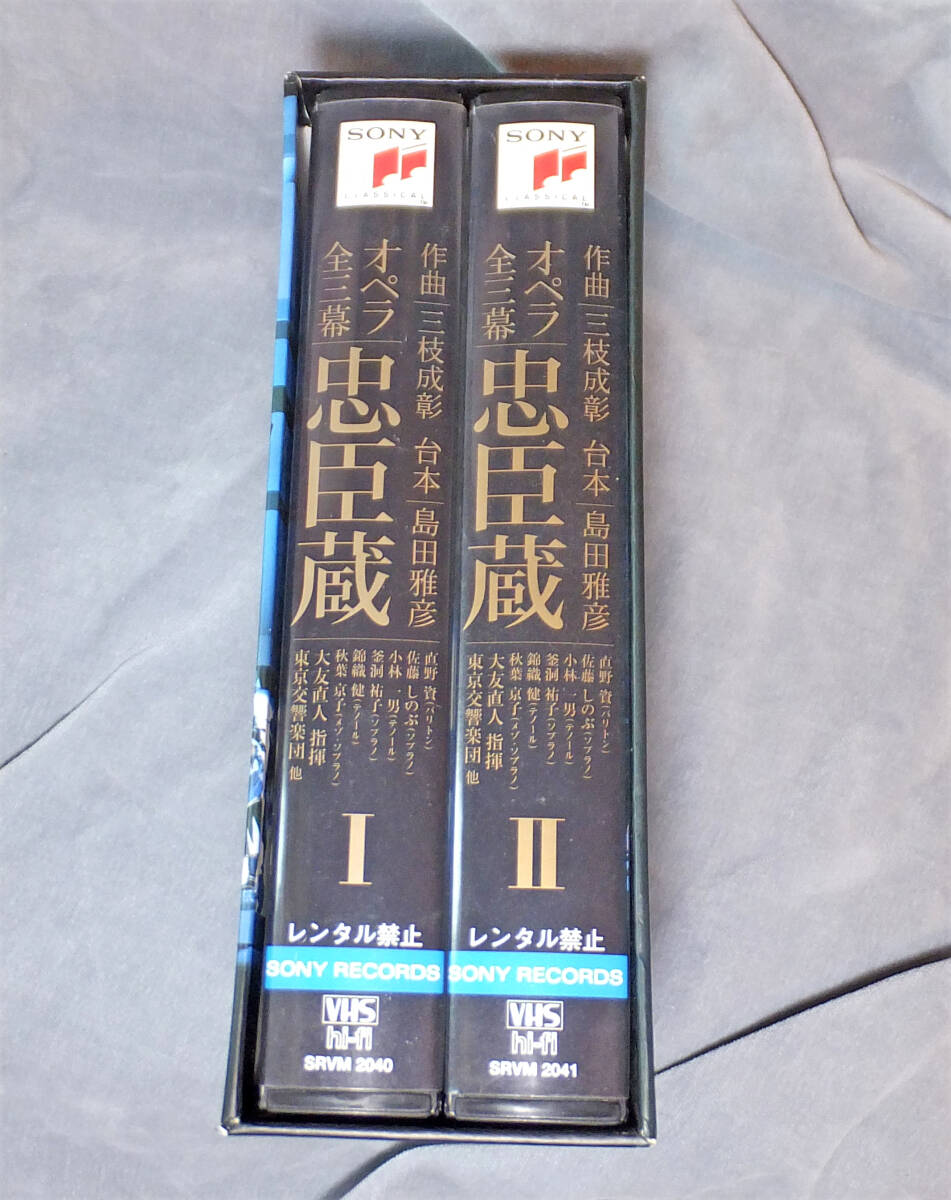 SONY
CLASSICAL
TM
作曲 三枝成彰 台本 島田雅彦
オペラ
全三幕
忠臣蔵
直野 資(バリトン)
佐藤 しのぶ(ソプラノ)
小林 一男(テノール)
釜洞 祐子(ソプラノ)
錦織 健(テノール)
秋葉 京子(メゾ・ソプラノ)
大友直人 指揮
東京交響楽団 他
I
レンタル禁止
SONY RECORDS
VHS
hi-fi
SRVM 2040
SONY
CLASSICAL
TM
作曲 三枝成彰 台本 島田雅彦
オペラ
全三幕
忠臣蔵
直野 資(バリトン)
佐藤 しのぶ(ソプラノ)
小林 一男(テノール)
釜洞 祐子(ソプラノ)
錦織 健(テノール)
秋葉 京子(メゾ・ソプラノ)
大友直人 指揮
東京交響楽団 他
II
レンタル禁止
SONY RECORDS
VHS
hi-fi
SRVM 2041